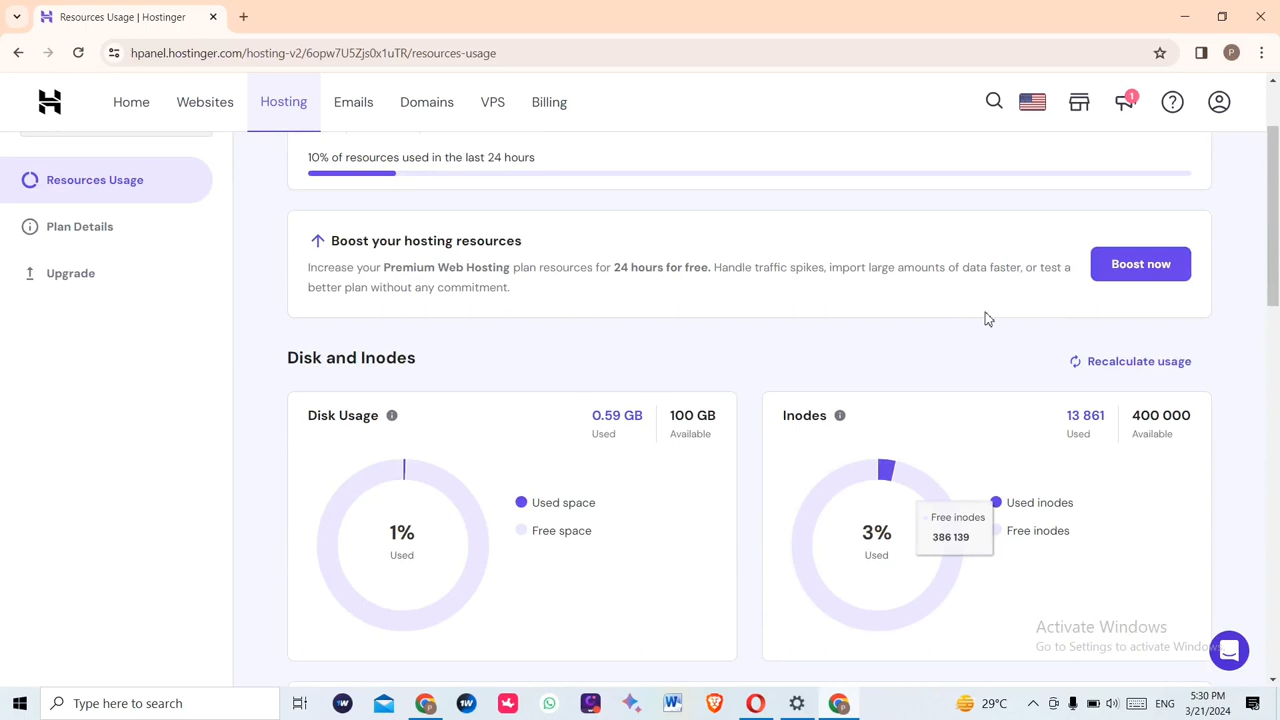 Resources Usage | Hostinger
hpanel.hostinger.com/hosting-v2/6opw7U5Zjs0x1uTR/resources-usage
P
Home Websites Hosting Emails Domains VPS Billing
1
Resources Usage
Plan Details
Upgrade
10% of resources used in the last 24 hours
Boost your hosting resources
Increase your Premium Web Hosting plan resources for 24 hours for free. Handle traffic spikes, import large amounts of data faster, or test a
better plan without any commitment.
Boost now
Disk and Inodes
Recalculate usage
Disk Usage
0.59 GB
Used
100 GB
Available
1%
Used
Used space
Free space
Inodes
13 861
Used
400 000
Available
3%
Used
Free inodes
386 139
Used inodes
Free inodes
Activate Windows
Go to Settings to activate Windows.
Type here to search
29°C
ENG
5:30 PM
3/21/2024